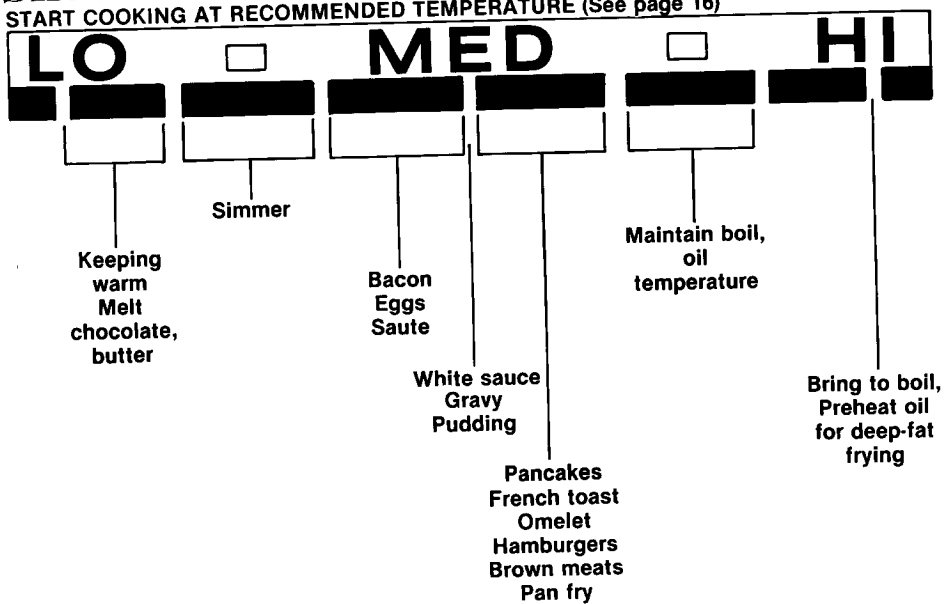 START COOKING AT RECOMMENDED TEMPERATURE (See page 16)
LO MED HI
Simmer
Keeping
warm
Melt
chocolate,
butter
Bacon
Eggs
Saute
White sauce
Gravy
Pudding
Pancakes
French toast
Omelet
Hamburgers
Brown meats
Pan fry
Maintain boil,
oil
temperature
Bring to boil,
Preheat oil
for deep-fat
frying